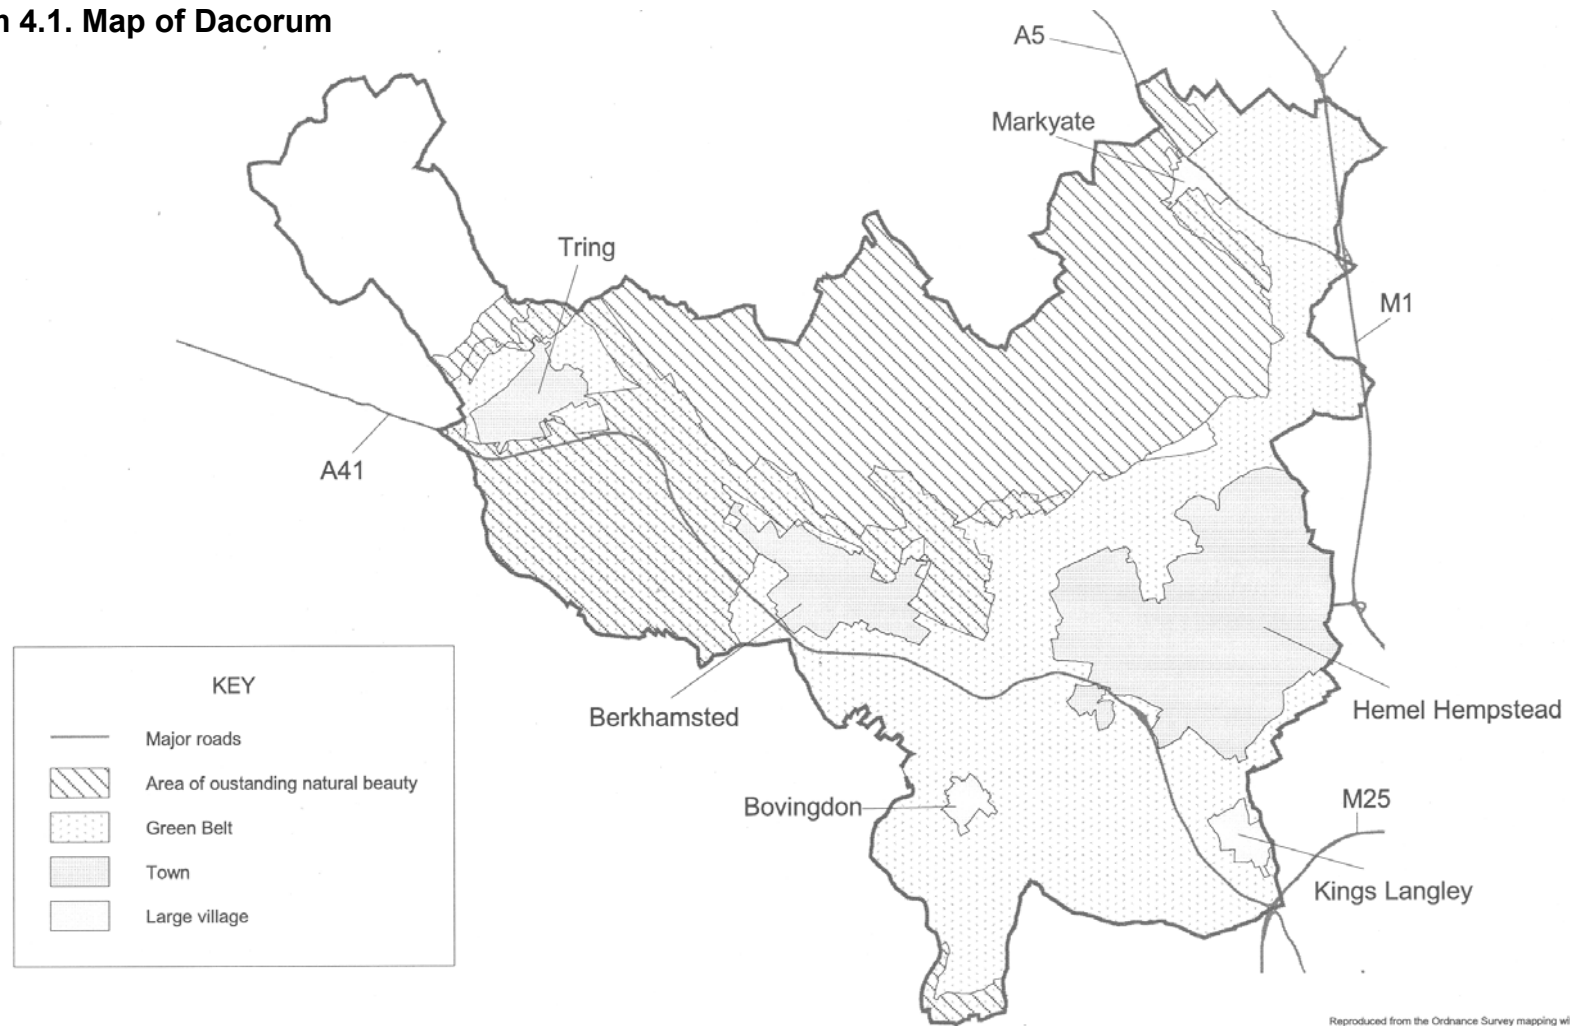 4.1. Map of Dacorum
A5
Markyate
Tring
M1
A41
KEY
Major roads
Area of oustanding natural beauty
Green Belt
Town
Large village
Berkhamsted
Hemel Hempstead
Bovingdon
M25
Kings Langley
Reproduced from the Ordnance Survey mapping wi